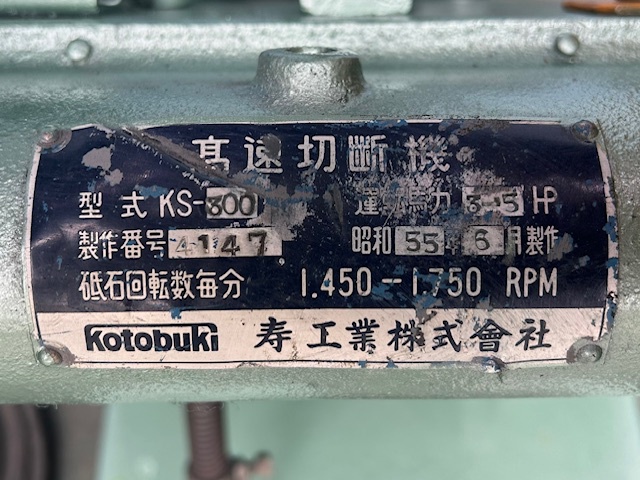 高速切断機
型式 KS-300 運転馬力 3.5 HP
製作番号 4147 昭和 55年 6月製作
砥石回転数毎分 1.450-1.750 RPM
Kotobuki 寿工業株式會社